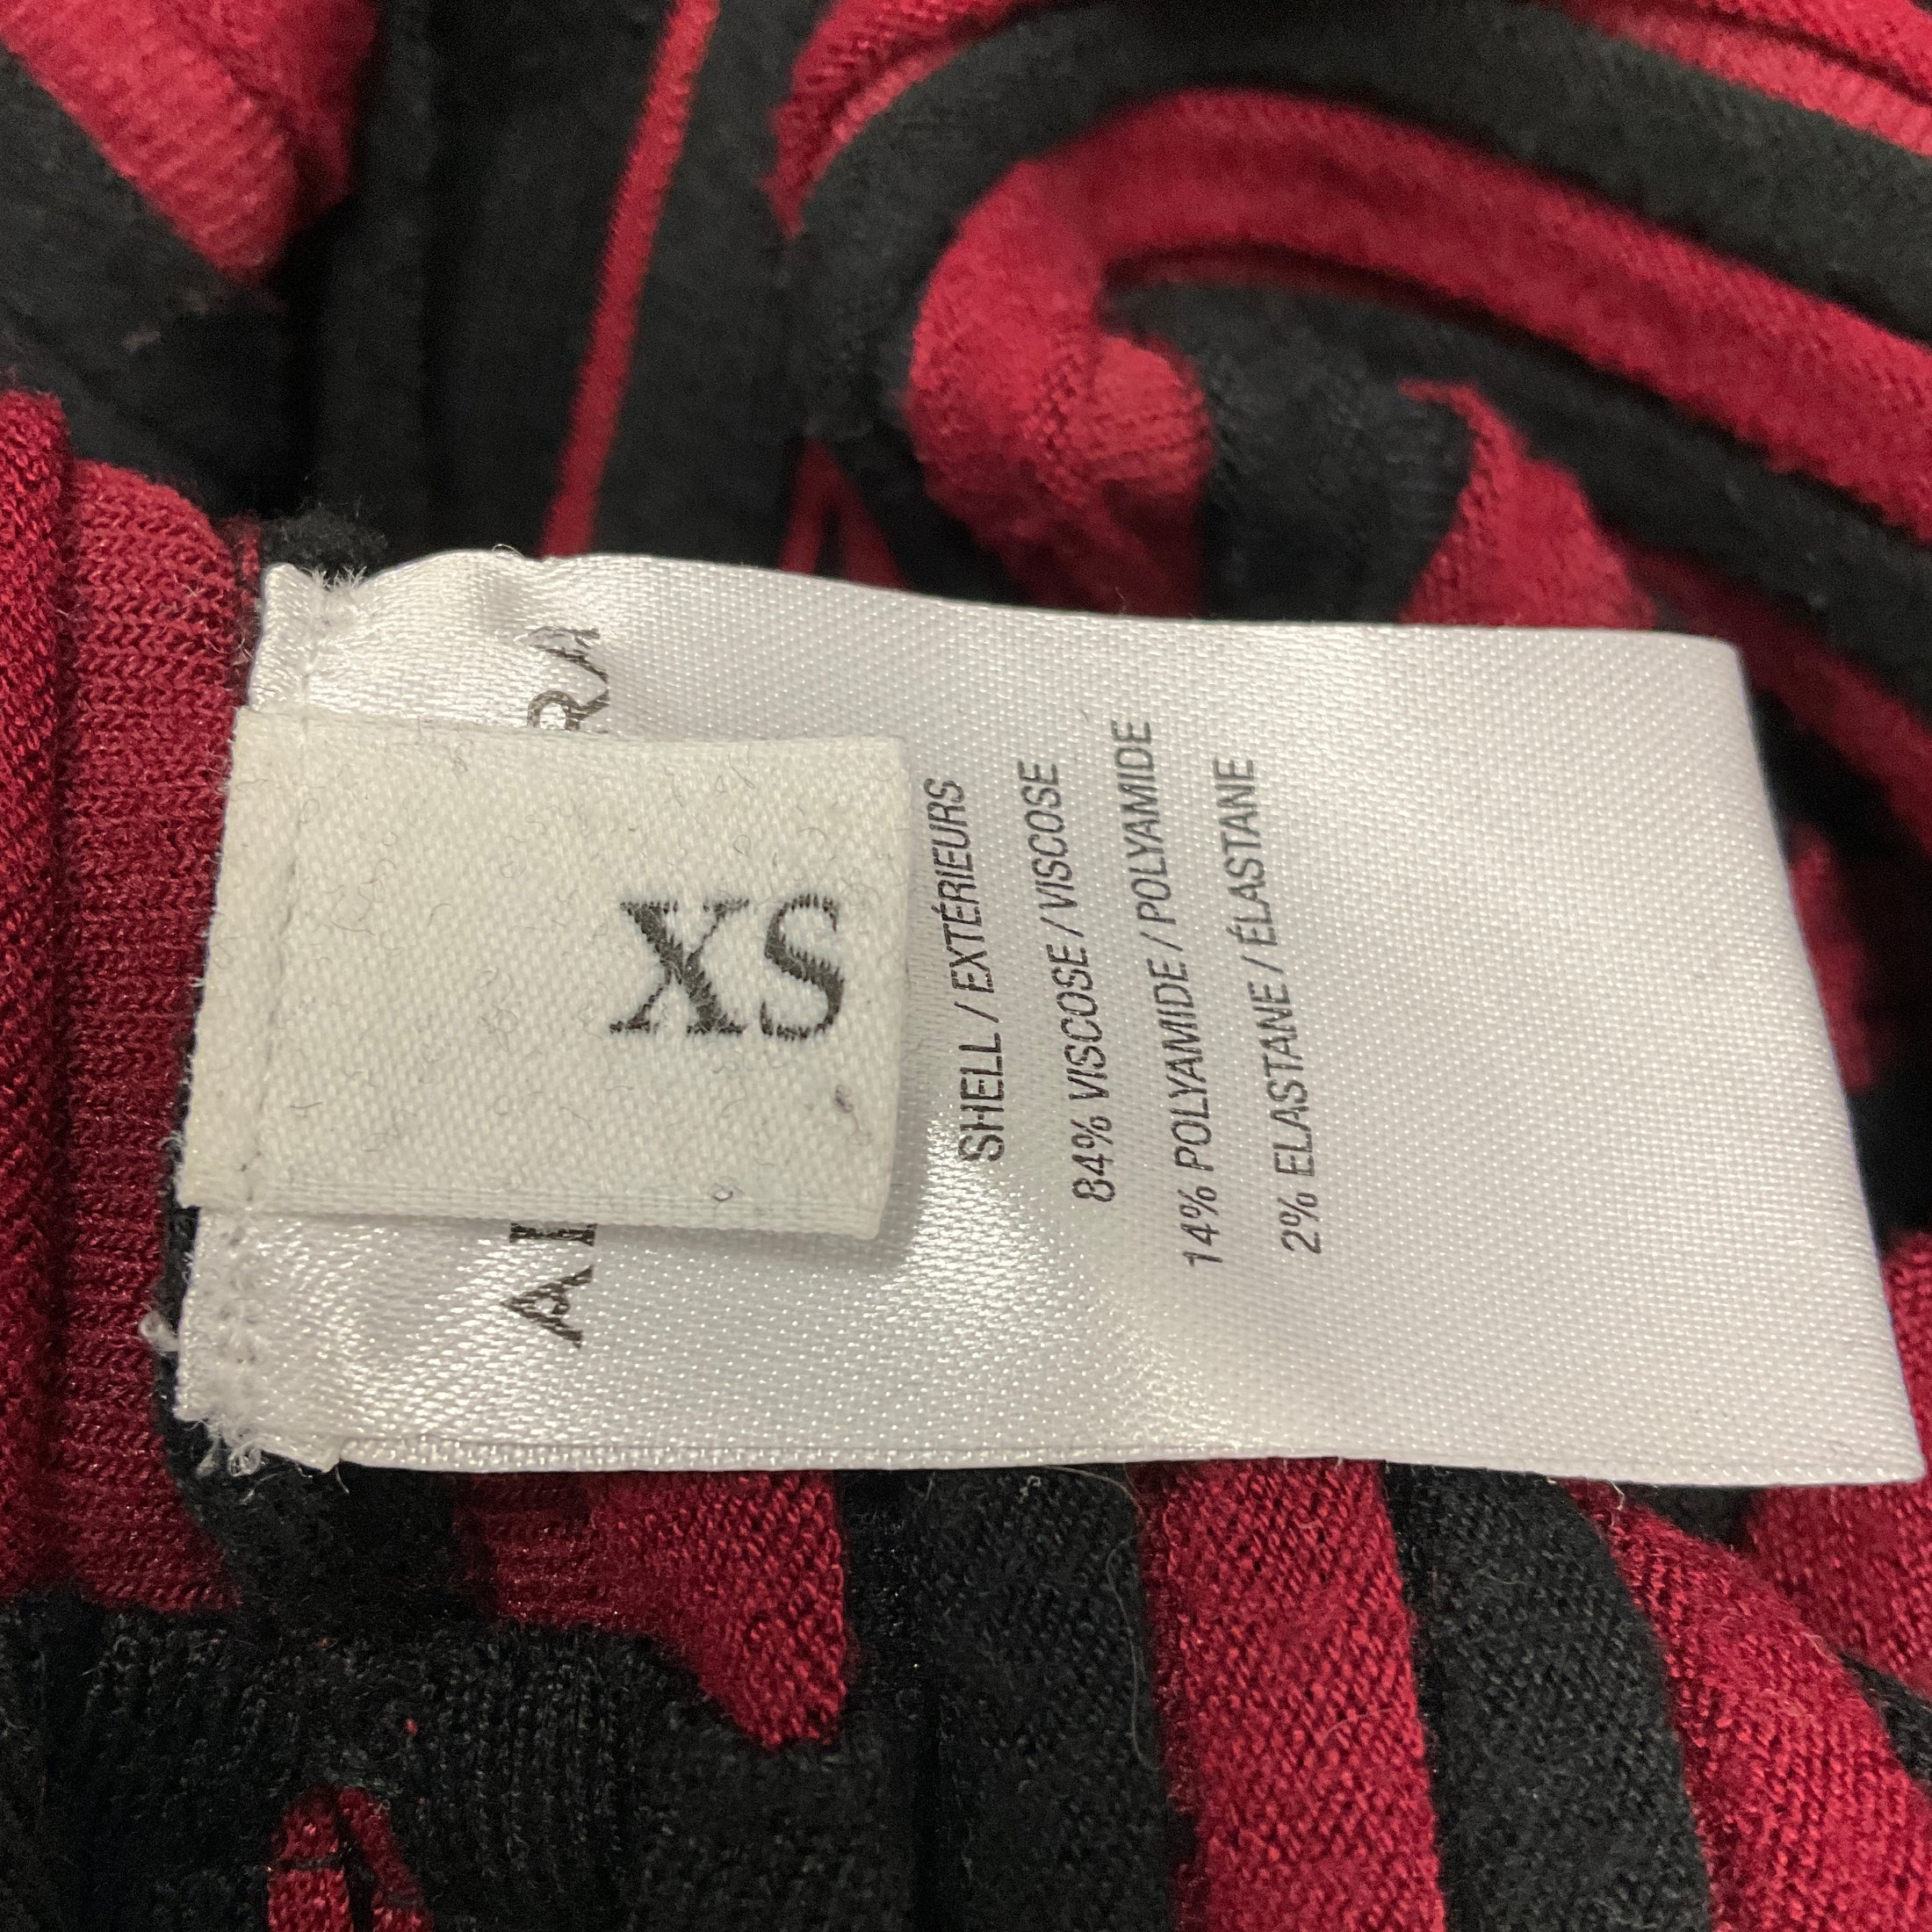 XS
SHELL / EXTÉRIEURS
84% VISCOSE / VISCOSE
14% POLYAMIDE / POLYAMIDE
2% ELASTANE / ÉLASTANE